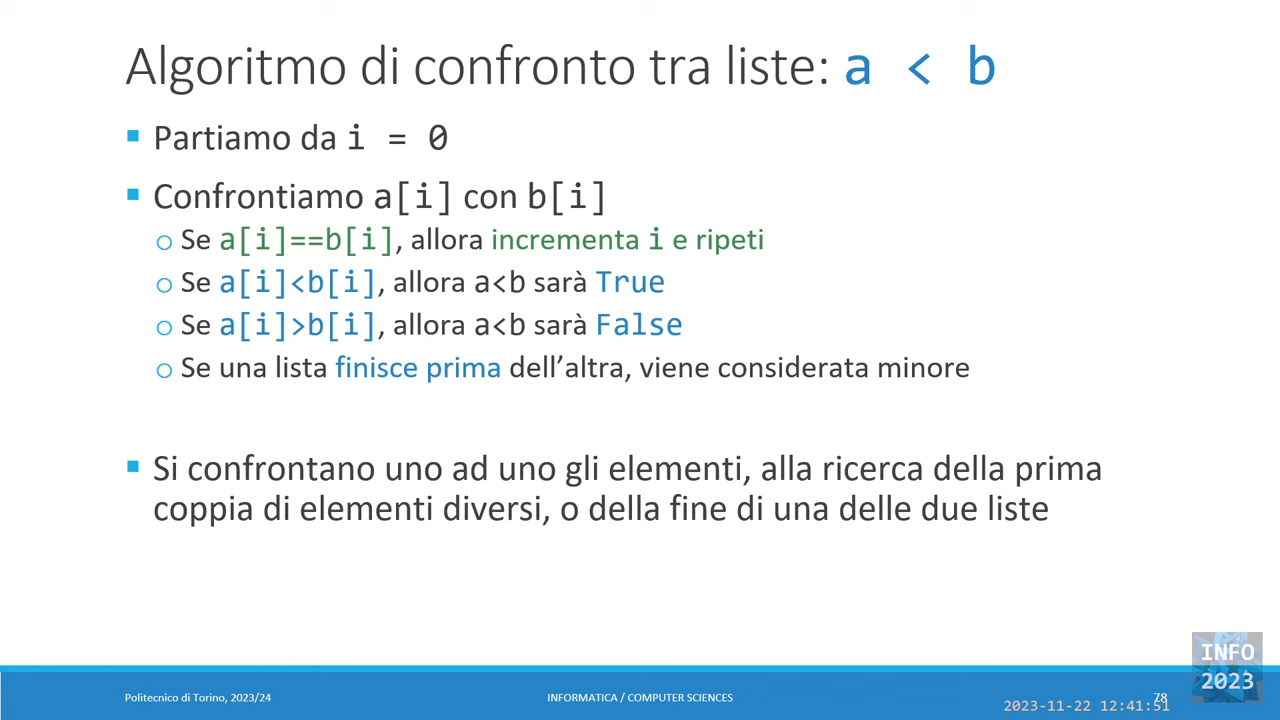 Algoritmo di confronto tra liste: a < b
Partiamo da i = 0
Confrontiamo a[i] con b[i]
Se a[i]==b[i], allora incrementa i e ripeti
Se a[i]<b[i], allora a<b sarà True
Se a[i]>b[i], allora a<b sarà False
Se una lista finisce prima dell’altra, viene considerata minore
Si confrontano uno ad uno gli elementi, alla ricerca della prima
coppia di elementi diversi, o della fine di una delle due liste
INFO
2023
Politecnico di Torino, 2023/24
INFORMATICA / COMPUTER SCIENCES
78
2023-11-22 12:41:51